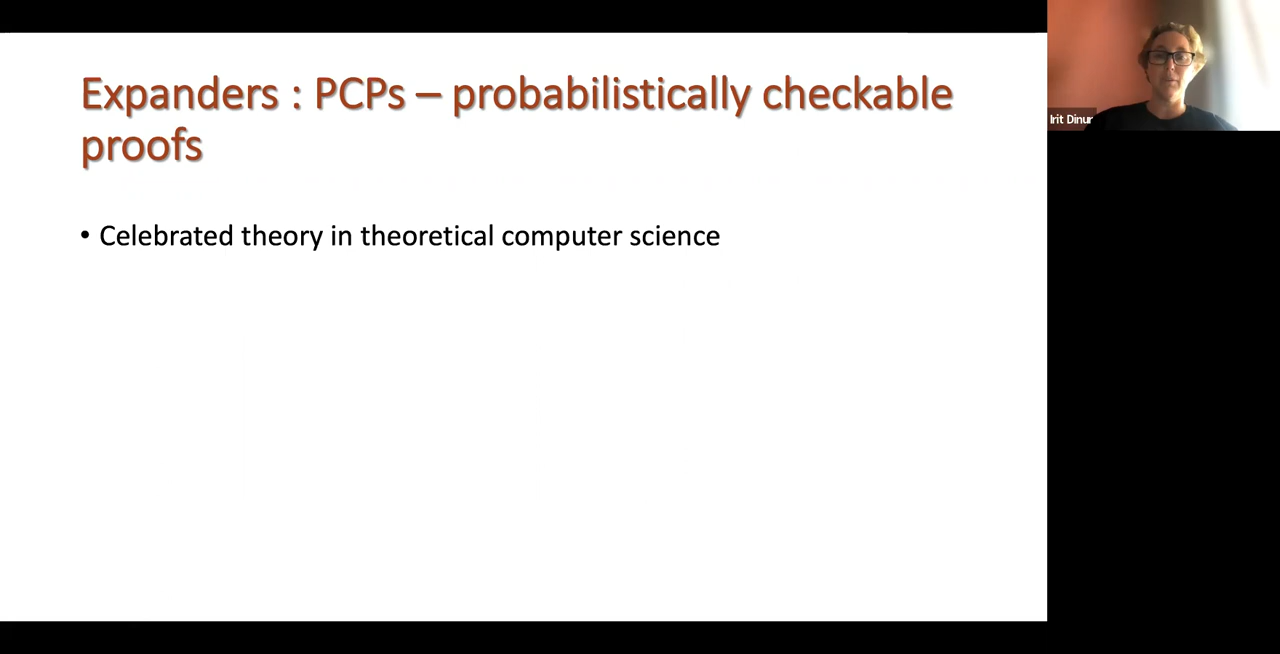 Expanders : PCPs – probabilistically checkable
proofs
• Celebrated theory in theoretical computer science
Irit Dinur